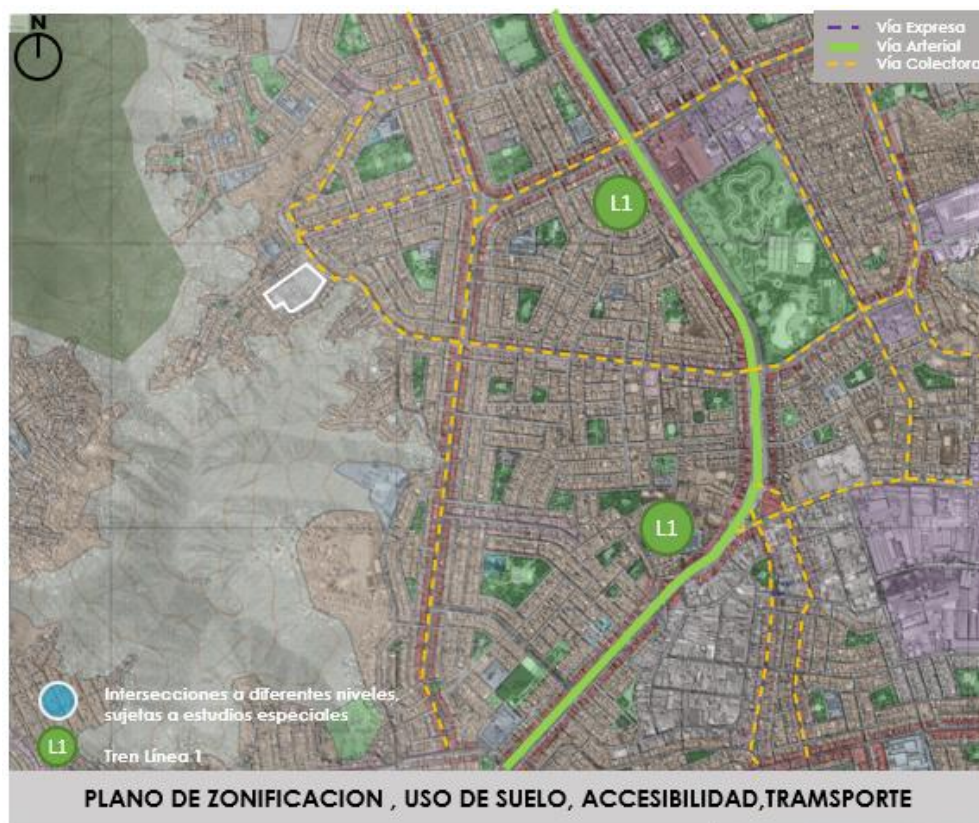 N
Vía Expresa
Vía Arterial
Vía Colectora
L1
L1
Intersecciones a diferentes niveles,
sujetas a estudios especiales
L1
Tren Línea 1
PLANO DE ZONIFICACION , USO DE SUELO, ACCESIBILIDAD,TRAMSPORTE